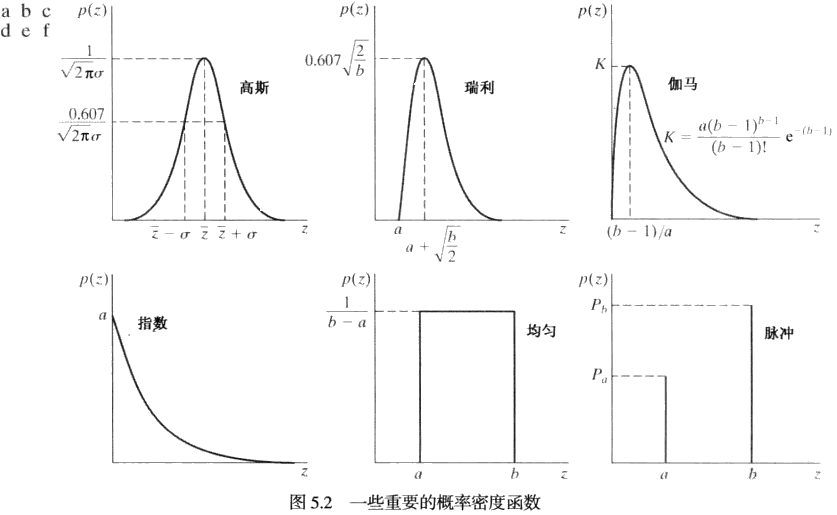 a b c
d e f
p(z)
1/√2πσ
0.607/√2πσ
高斯
z̄ − σ z̄ z̄ + σ z
p(z)
0.607√2/b
瑞利
a z
a + √b/2
p(z)
K
伽马
K = a(b − 1)^b−1/(b − 1)! e^−(b−1)
(b − 1)/a z
p(z)
a
指数
z
p(z)
1/b − a
均匀
a b z
p(z)
P_b
脉冲
P_a
a b z
图 5.2 一些重要的概率密度函数